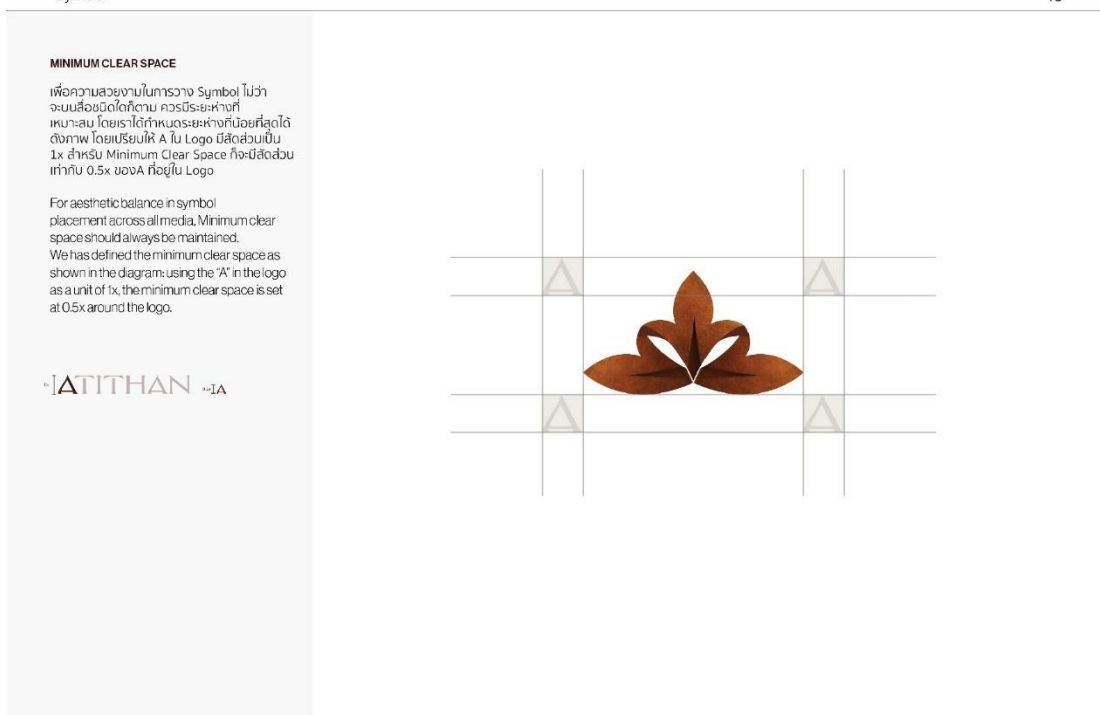 MINIMUM CLEAR SPACE
เพื่อความสวยงามในการวาง Symbol ไม่ว่า
จะบนสื่อชนิดใดก็ตาม ควรมีระยะห่างที่
เหมาะสม โดยเราได้กำหนดระยะห่างที่น้อยที่สุดได้
ดังภาพ โดยเปรียบให้ A ใน Logo มีสัดส่วนเป็น
1x สำหรับ Minimum Clear Space ก็จะมีสัดส่วน
เท่ากับ 0.5x ของA ที่อยู่ใน Logo
For aesthetic balance in symbol
placement across all media, Minimum clear
space should always be maintained.
We has defined the minimum clear space as
shown in the diagram: using the “A” in the logo
as a unit of 1x, the minimum clear space is set
at 0.5x around the logo.
ATITHAN A
A A
A A